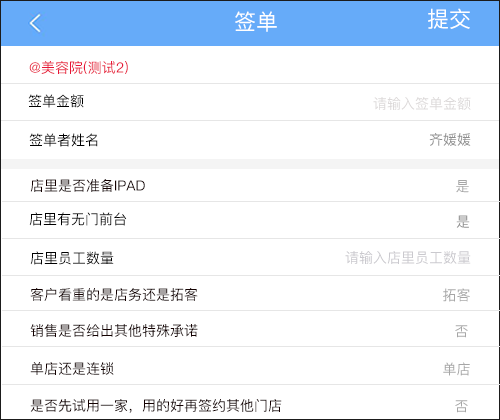 签单 提交
@美容院(测试2)
签单金额 请输入签单金额
签单者姓名 齐媛媛
店里是否准备IPAD 是
店里有无门前台 是
店里员工数量 请输入店里员工数量
客户看重的是店务还是拓客 拓客
销售是否给出其他特殊承诺 否
单店还是连锁 单店
是否先试用一家，用的好再签约其他门店 否